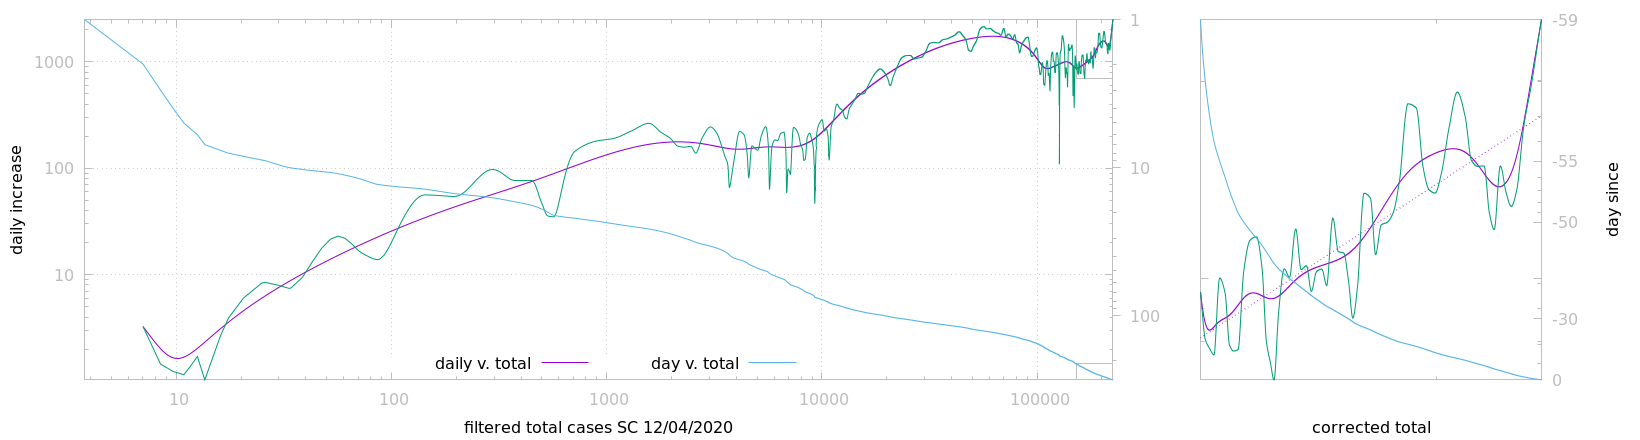 daily increase
1000
100
10
daily v. total
day v. total
10
100
1000
10000
100000
filtered total cases SC 12/04/2020
1
10
100
-59
-55
-50
-30
0
day since
corrected total